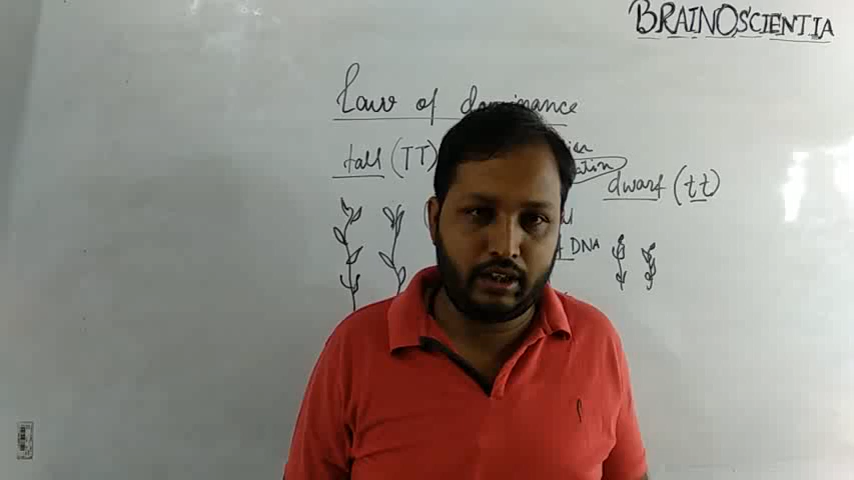 BRAINOSCIENTIA
Law of dominance
tall (TT)
dwarf (tt)
DNA